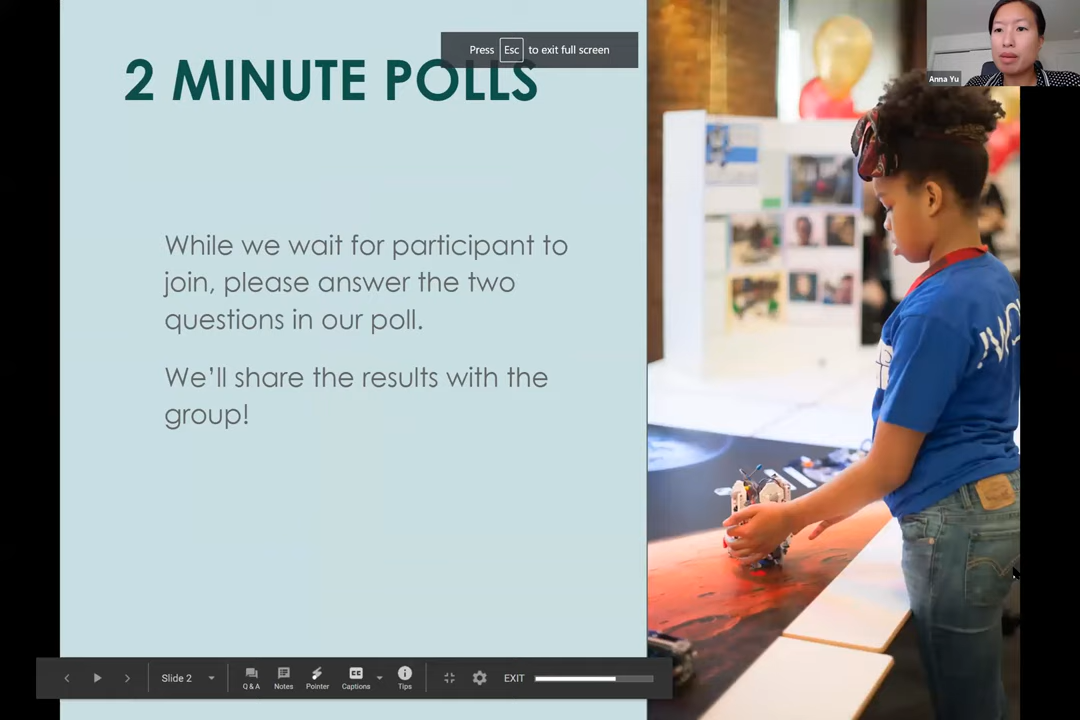 Press Esc to exit full screen
Anna Yu
2 MINUTE POLLS
While we wait for participant to
join, please answer the two
questions in our poll.
We'll share the results with the
group!
Slide 2
Q & A
Notes
Pointer
CC
Captions
Tips
EXIT